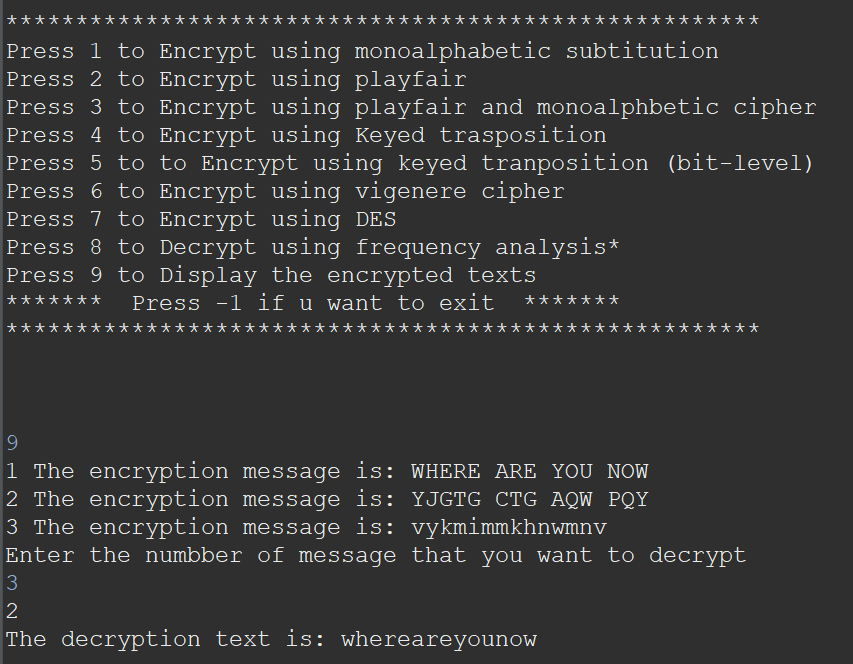 ******************************************************
Press 1 to Encrypt using monoalphabetic subtitution
Press 2 to Encrypt using playfair
Press 3 to Encrypt using playfair and monoalphbetic cipher
Press 4 to Encrypt using Keyed trasposition
Press 5 to to Encrypt using keyed tranposition (bit-level)
Press 6 to Encrypt using vigenere cipher
Press 7 to Encrypt using DES
Press 8 to Decrypt using frequency analysis*
Press 9 to Display the encrypted texts
*******  Press -1 if u want to exit  *******
******************************************************
9
1 The encryption message is: WHERE ARE YOU NOW
2 The encryption message is: YJGTG CTG AQW PQY
3 The encryption message is: vykmimmkhnwmnv
Enter the numbber of message that you want to decrypt
3
2
The decryption text is: whereareyounow